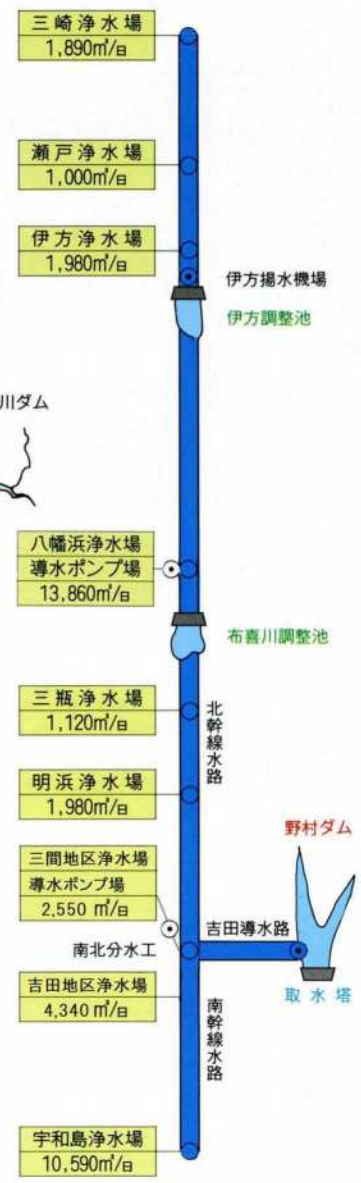 三崎浄水場
1,890㎥/日
瀬戸浄水場
1,000㎥/日
伊方浄水場
1,980㎥/日
伊方揚水機場
伊方調整池
川ダム
八幡浜浄水場
導水ポンプ場
13,860㎥/日
布喜川調整池
三瓶浄水場
1,120㎥/日
北幹線水路
明浜浄水場
1,980㎥/日
野村ダム
三間地区浄水場
導水ポンプ場
2,550 ㎥/日
吉田導水路
南北分水工
取水塔
吉田地区浄水場
4,340 ㎥/日
南幹線水路
宇和島浄水場
10,590㎥/日